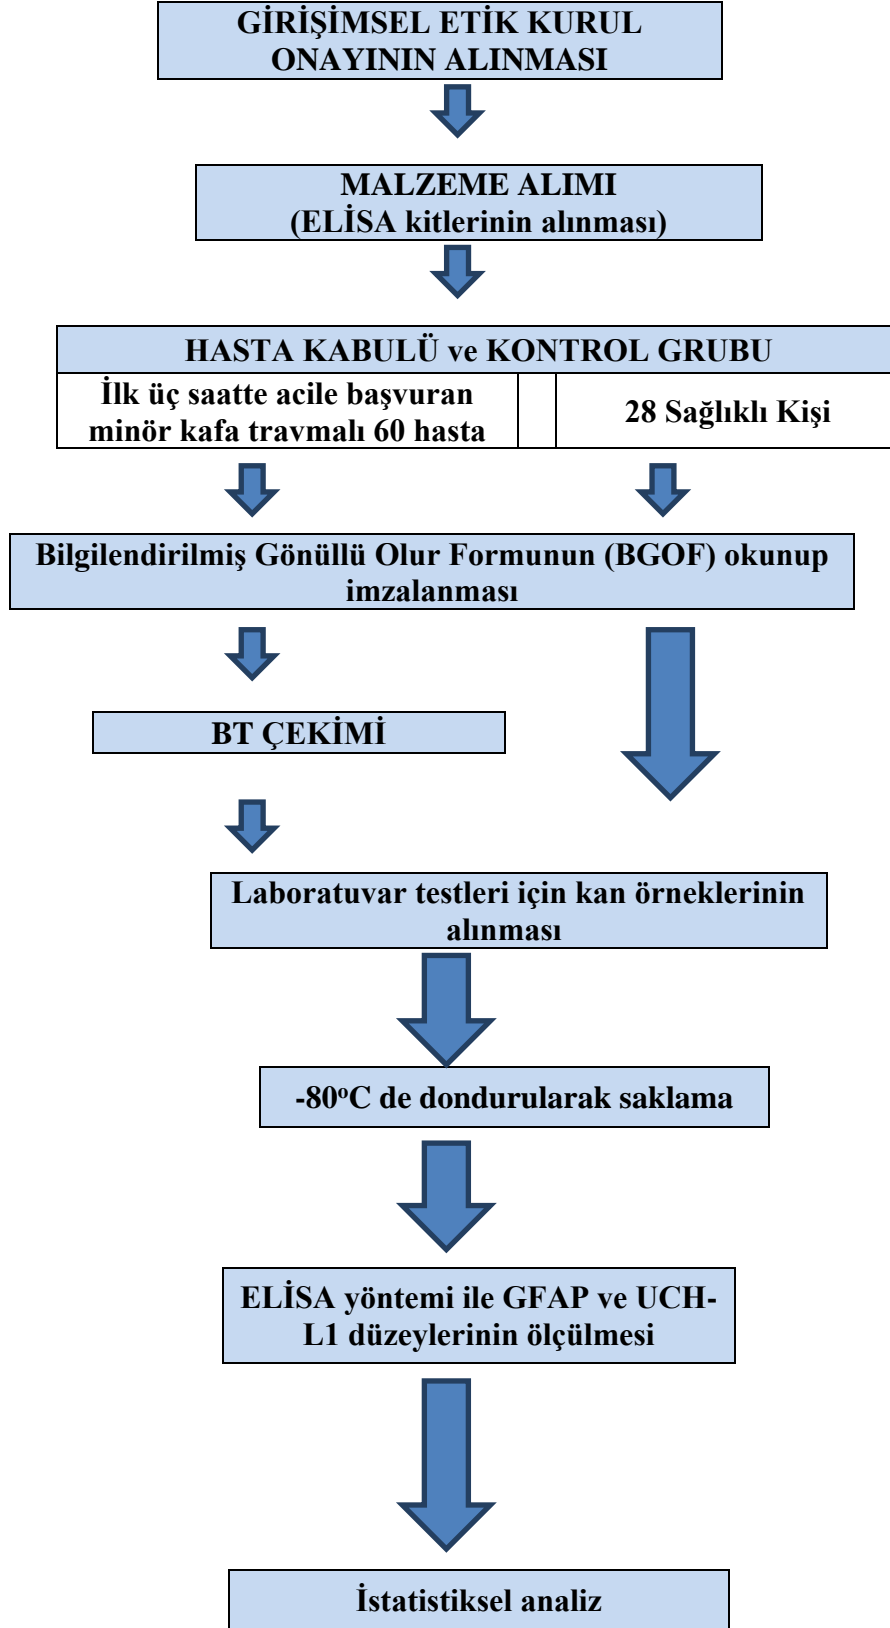 GİRİŞİMSEL ETİK KURUL
ONAYININ ALINMASI
MALZEME ALIMI
(ELİSA kitlerinin alınması)
HASTA KABULÜ ve KONTROL GRUBU
İlk üç saatte acile başvuran
minör kafa travmalı 60 hasta
28 Sağlıklı Kişi
Bilgilendirilmiş Gönüllü Olur Formunun (BGOF) okunup
imzalanması
BT ÇEKİMİ
Laboratuvar testleri için kan örneklerinin
alınması
-80°C de dondurularak saklama
ELİSA yöntemi ile GFAP ve UCH-
L1 düzeylerinin ölçülmesi
İstatistiksel analiz